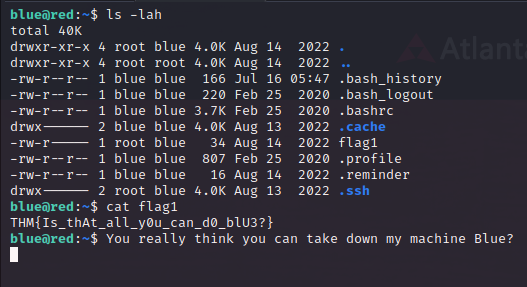 blue@red:~$ ls -lah
total 40K
drwxr-xr-x 4 root blue 4.0K Aug 14  2022 .
drwxr-xr-x 4 root root 4.0K Aug 14  2022 ..
-rw-r--r-- 1 blue blue  166 Jul 16 05:47 .bash_history
-rw-r--r-- 1 blue blue  220 Feb 25  2020 .bash_logout
-rw-r--r-- 1 blue blue 3.7K Feb 25  2020 .bashrc
drwx------ 2 blue blue 4.0K Aug 13  2022 .cache
-rw-r----- 1 root blue   34 Aug 14  2022 flag1
-rw-r--r-- 1 blue blue  807 Feb 25  2020 .profile
-rw-r--r-- 1 blue blue   16 Aug 14  2022 .reminder
drwx------ 2 root blue 4.0K Aug 13  2022 .ssh
blue@red:~$ cat flag1
THM{Is_thAt_all_y0u_can_d0_blU3?}
blue@red:~$ You really think you can take down my machine Blue?
Atlanta